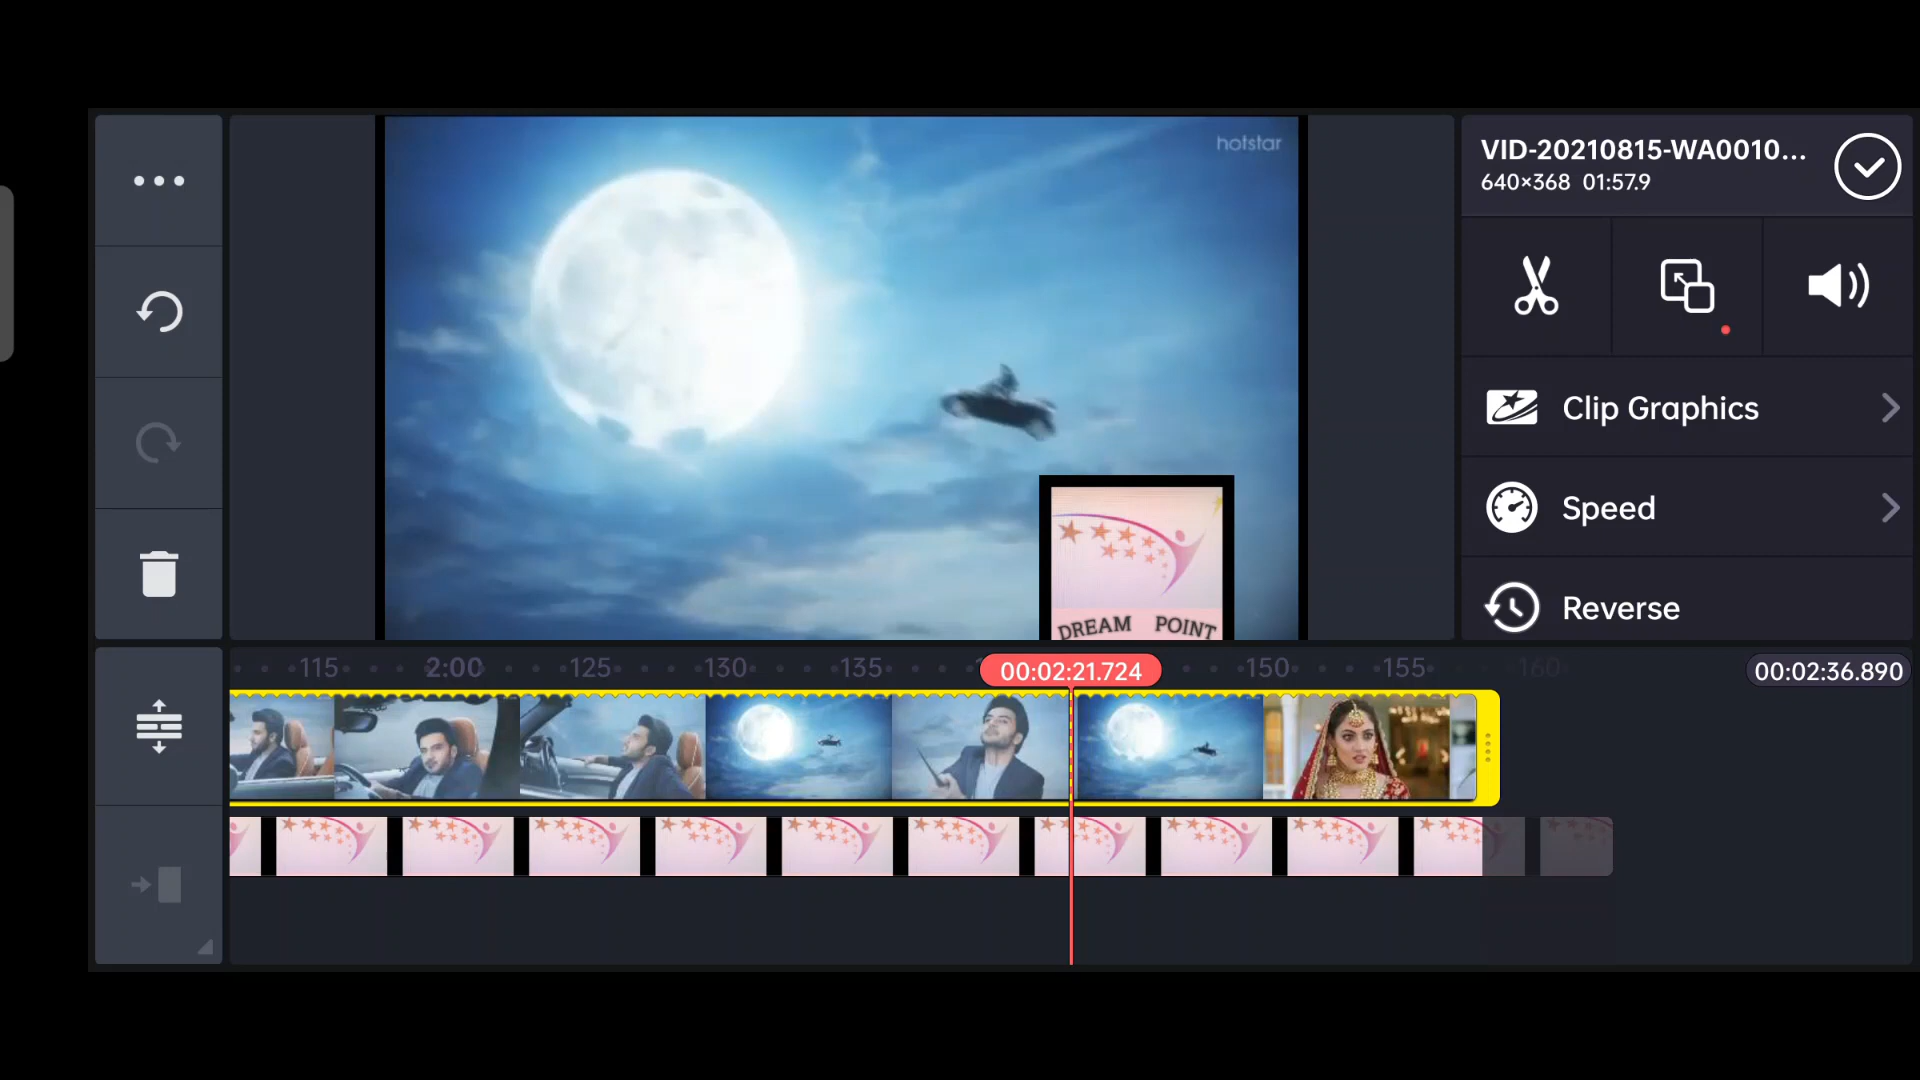 hotstar
VID-20210815-WA0010...
640×368 01:57.9
Clip Graphics
Speed
DREAM POINT
Reverse
115 2:00 125 130 135 00:02:21.724 150 155 160 00:02:36.890